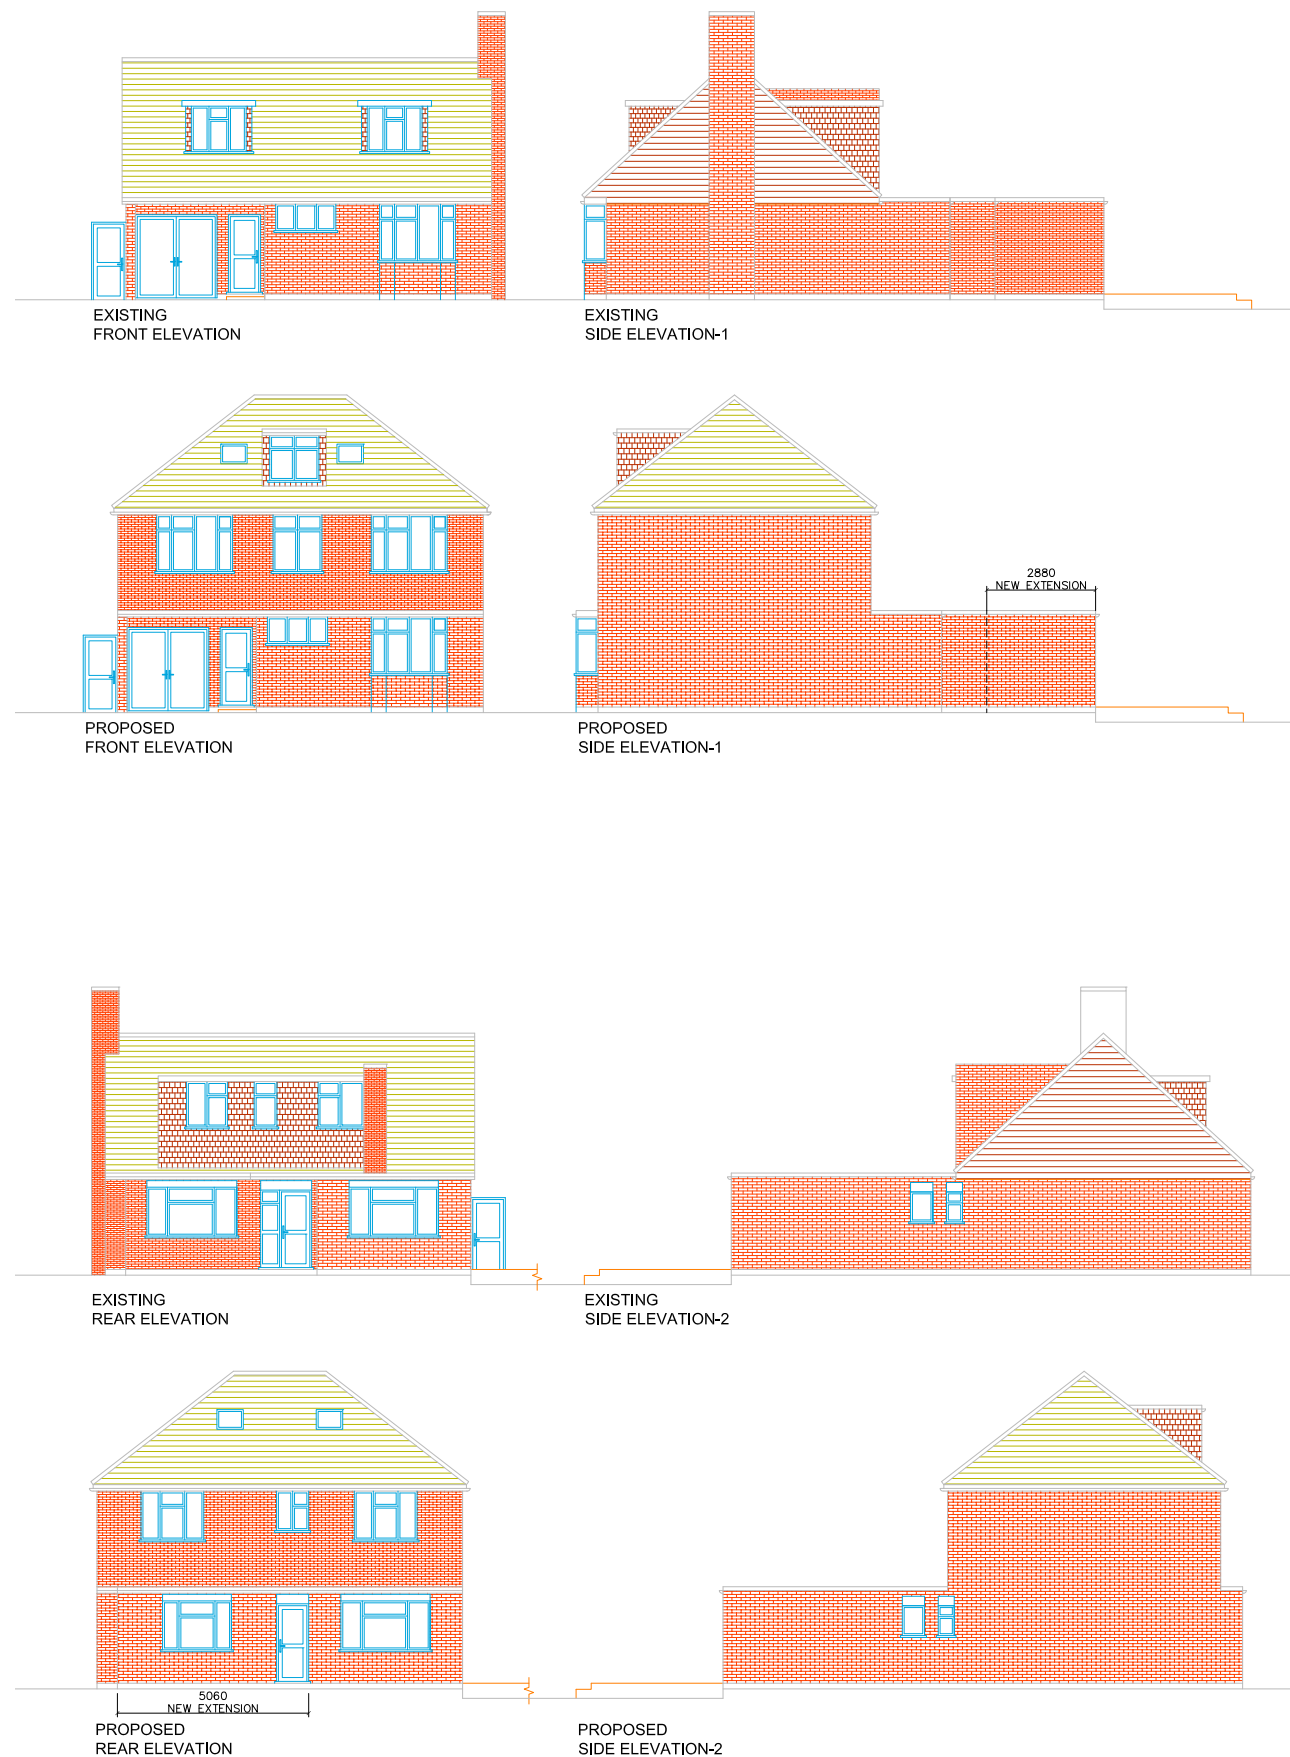 EXISTING
FRONT ELEVATION
EXISTING
SIDE ELEVATION-1
2880
NEW EXTENSION
PROPOSED
FRONT ELEVATION
PROPOSED
SIDE ELEVATION-1
EXISTING
REAR ELEVATION
EXISTING
SIDE ELEVATION-2
5060
NEW EXTENSION
PROPOSED
REAR ELEVATION
PROPOSED
SIDE ELEVATION-2